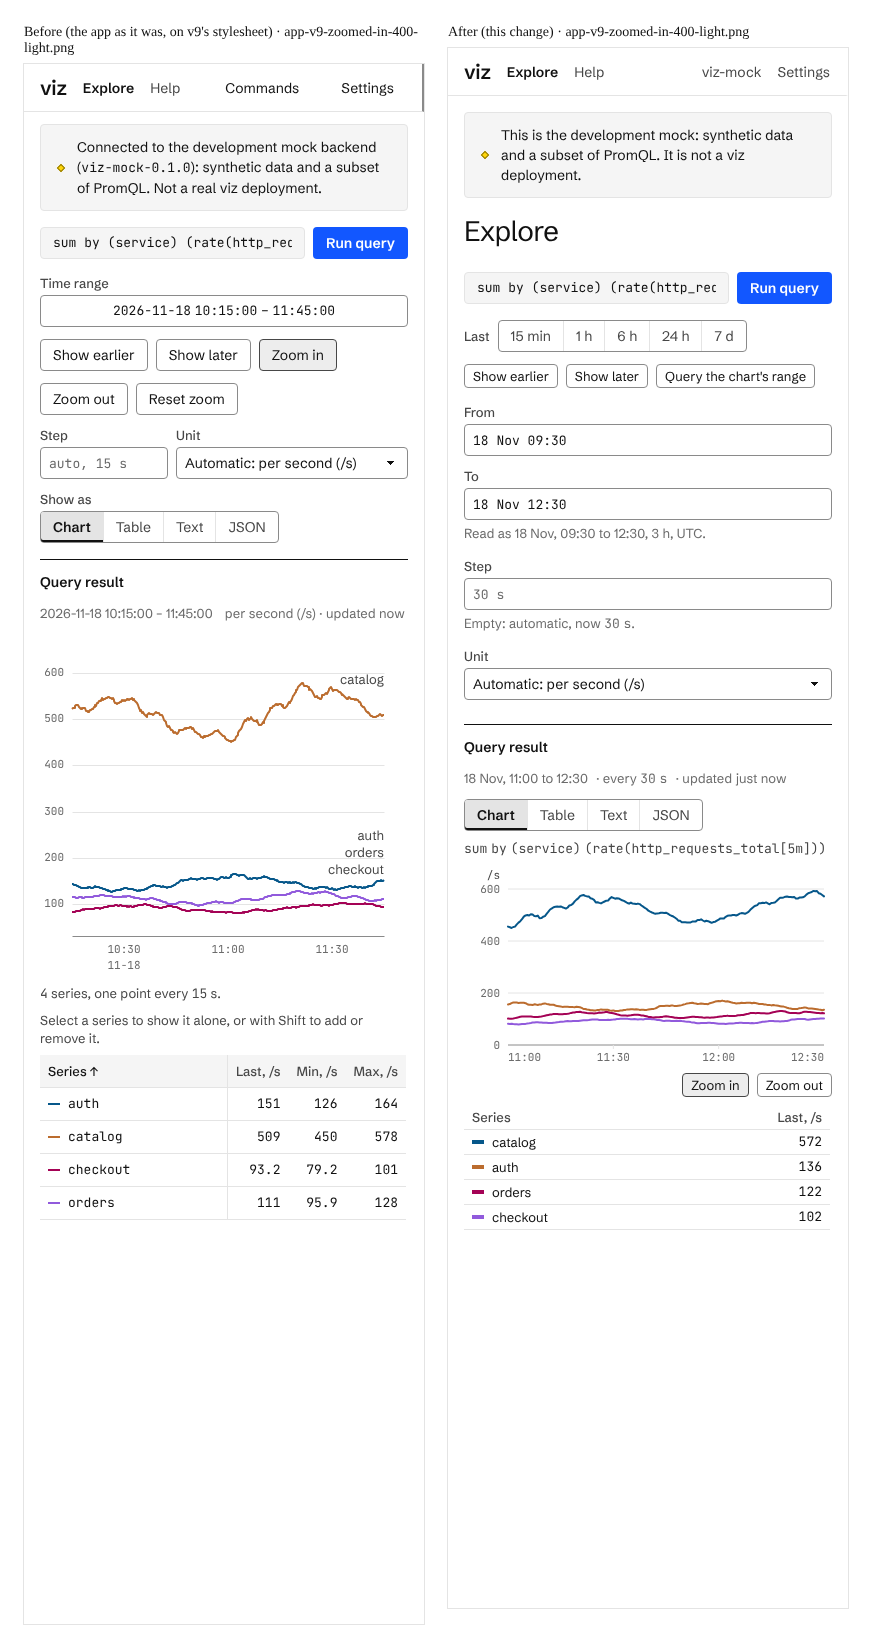 Before (the app as it was, on v9's stylesheet) · app-v9-zoomed-in-400-
light.png
viz Explore Help Commands Settings
Connected to the development mock backend
(viz-mock-0.1.0): synthetic data and a subset
of PromQL. Not a real viz deployment.
sum by (service) (rate(http_rec Run query
Time range
2026-11-18 10:15:00 – 11:45:00
Show earlier Show later Zoom in
Zoom out Reset zoom
Step Unit
auto, 15 s Automatic: per second (/s)
Show as
Chart Table Text JSON
Query result
2026-11-18 10:15:00 – 11:45:00 per second (/s) · updated now
600
catalog
500
400
300
auth
orders
200
checkout
100
10:30 11:00 11:30
11-18
4 series, one point every 15 s.
Select a series to show it alone, or with Shift to add or
remove it.
Series ↑ Last, /s Min, /s Max, /s
auth 151 126 164
catalog 509 450 578
checkout 93.2 79.2 101
orders 111 95.9 128
After (this change) · app-v9-zoomed-in-400-light.png
viz Explore Help viz-mock Settings
This is the development mock: synthetic data
and a subset of PromQL. It is not a viz
deployment.
Explore
sum by (service) (rate(http_rec Run query
Last 15 min 1 h 6 h 24 h 7 d
Show earlier Show later Query the chart's range
From
18 Nov 09:30
To
18 Nov 12:30
Read as 18 Nov, 09:30 to 12:30, 3 h, UTC.
Step
30 s
Empty: automatic, now 30 s.
Unit
Automatic: per second (/s)
Query result
18 Nov, 11:00 to 12:30 · every 30 s · updated just now
Chart Table Text JSON
sum by (service) (rate(http_requests_total[5m]))
/s
600
400
200
0
11:00 11:30 12:00 12:30
Zoom in Zoom out
Series Last, /s
catalog 572
auth 136
orders 122
checkout 102